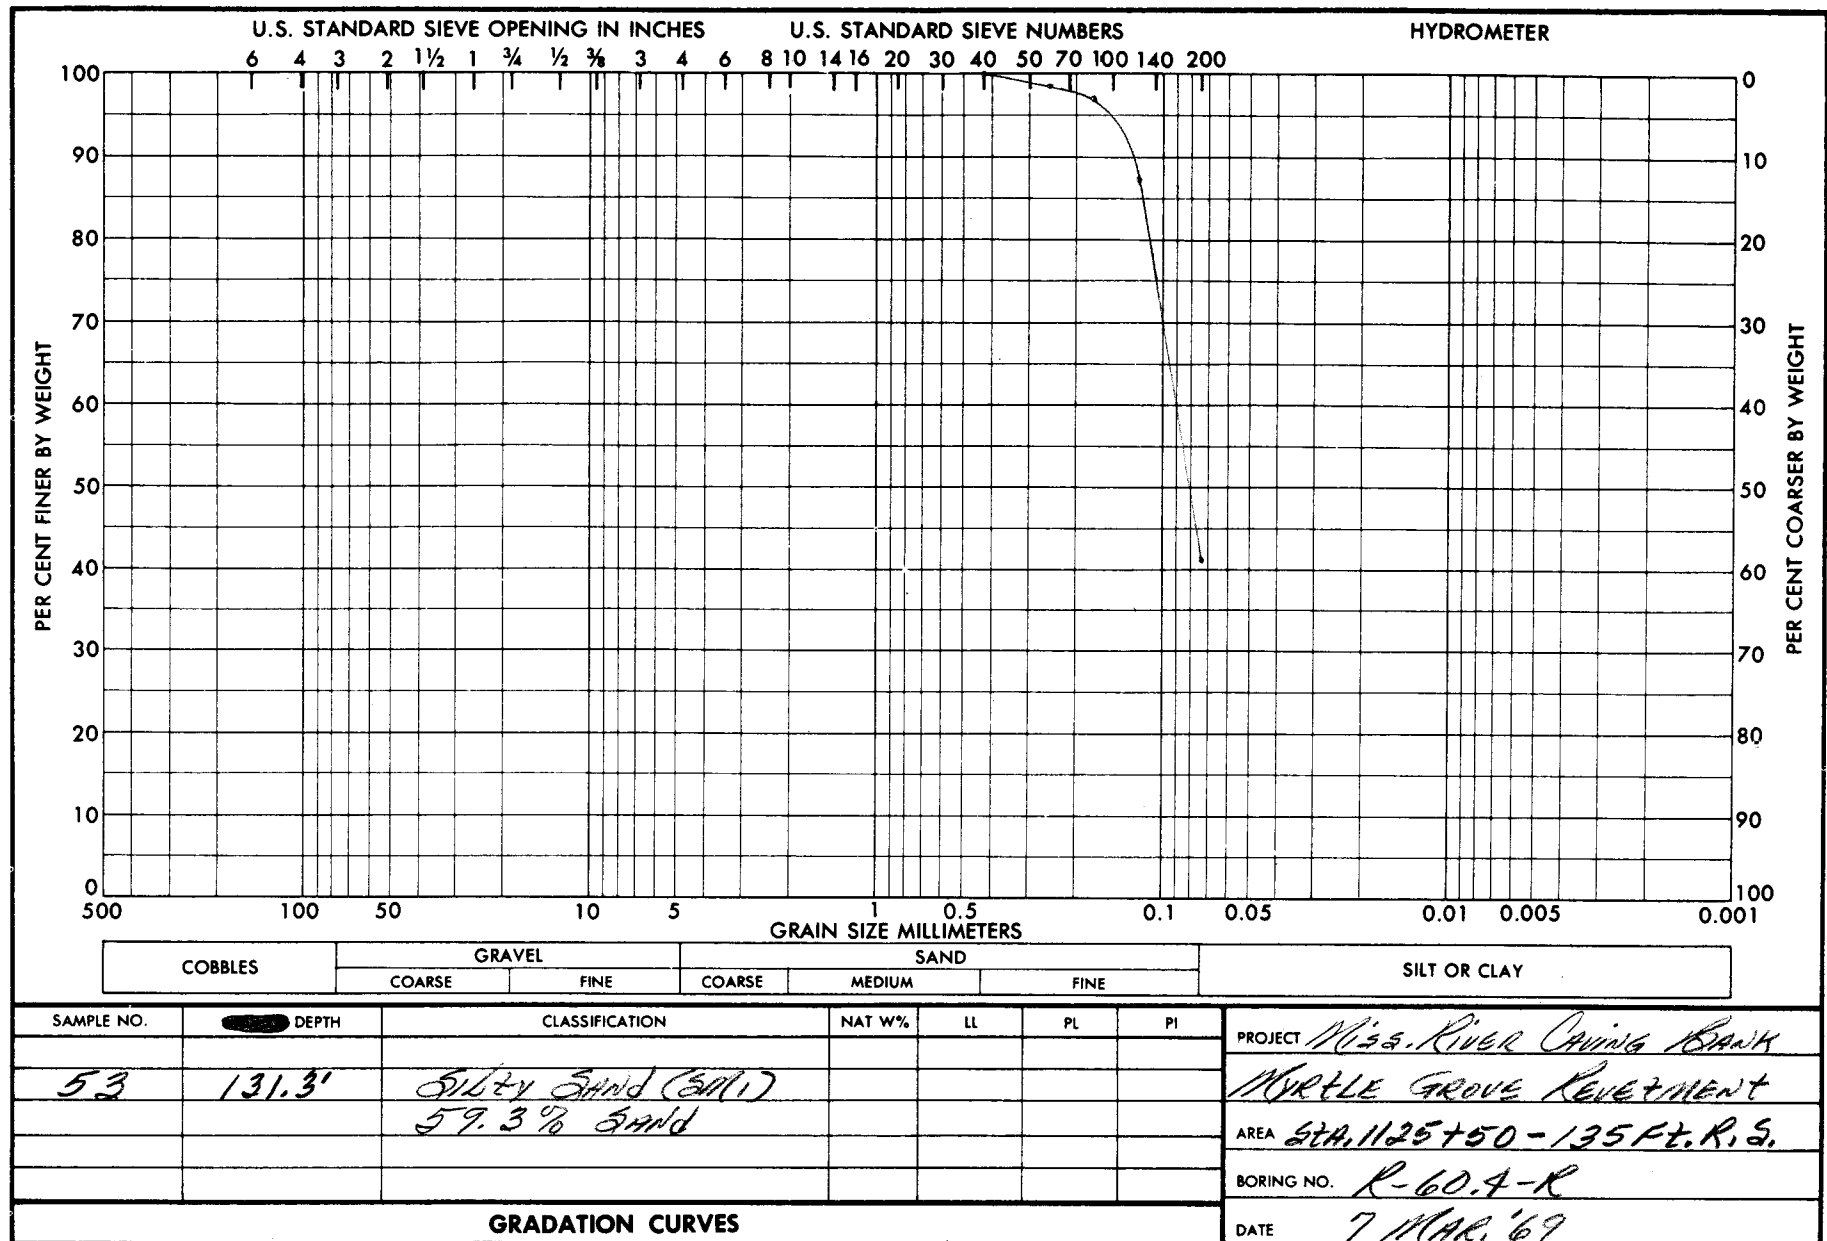 U.S. STANDARD SIEVE OPENING IN INCHES U.S. STANDARD SIEVE NUMBERS HYDROMETER
6 4 3 2 1½ 1 ¾ ½ ⅜ 3 4 6 8 10 14 16 20 30 40 50 70 100 140 200
100 0
90 10
80 20
70 30
60 40
50 50
40 60
30 70
20 80
10 90
0 100
PER CENT FINER BY WEIGHT
PER CENT COARSER BY WEIGHT
500 100 50 10 5 1 0.5 0.1 0.05 0.01 0.005 0.001
GRAIN SIZE MILLIMETERS
COBBLES GRAVEL SAND SILT OR CLAY
COARSE FINE COARSE MEDIUM FINE
SAMPLE NO. DEPTH CLASSIFICATION NAT W% LL PL PI
53 131.3' Silty Sand (SM1)
59.3% Sand
PROJECT Miss. River Caving Bank
Myrtle Grove Revetment
AREA Sta. 1125+50 - 135 Ft. R.S.
BORING NO. R-60.4-R
GRADATION CURVES
DATE 7 MAR. '69